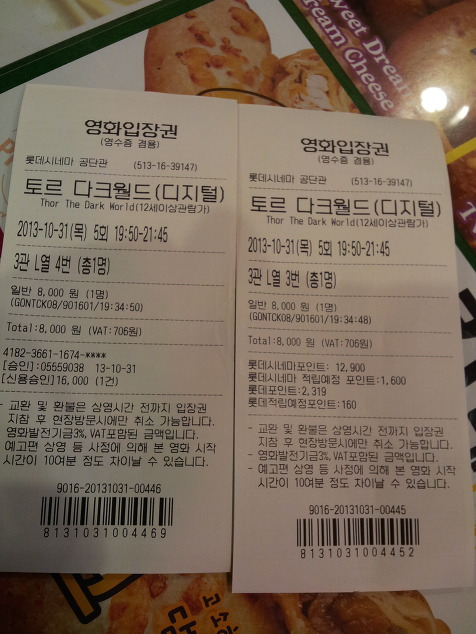 Sweet Dream
Cream Cheese
영화입장권
(영수증 겸용)
롯데시네마 공단관 (513-16-39147)
토르 다크월드(디지털)
Thor The Dark World(12세이상관람가)
2013-10-31(목) 5회 19:50-21:45
3관 L열 4번 (총1명)
일반 8,000 원 (1명)
(GONTCK08/901601/19:34:50)
Total:8,000 원 (VAT:706원)
4182-3661-1674-****
[승인]:05559038 13-10-31
[신용승인]16,000 (1건)
- 교환 및 환불은 상영시간 전까지 입장권
지참 후 현장방문시에만 취소 가능합니다.
- 영화발전기금3%,VAT포함된 금액입니다.
- 예고편 상영 등 사정에 의해 본 영화 시작
시간이 10여분 정도 차이날 수 있습니다.
9016-20131031-00446
8131031004469
영화입장권
(영수증 겸용)
롯데시네마 공단관 (513-16-39147)
토르 다크월드(디지털)
Thor The Dark World(12세이상관람가)
2013-10-31(목) 5회 19:50-21:45
3관 L열 3번 (총1명)
일반 8,000 원 (1명)
(GONTCK08/901601/19:34:48)
Total:8,000 원 (VAT:706원)
롯데시네마포인트: 12,900
롯데시네마 적립예정 포인트:1,600
롯데포인트:2,319
롯데적립예정포인트:160
- 교환 및 환불은 상영시간 전까지 입장권
지참 후 현장방문시에만 취소 가능합니다.
- 영화발전기금3%,VAT포함된 금액입니다.
- 예고편 상영 등 사정에 의해 본 영화 시작
시간이 10여분 정도 차이날 수 있습니다.
9016-20131031-00445
8131031004452